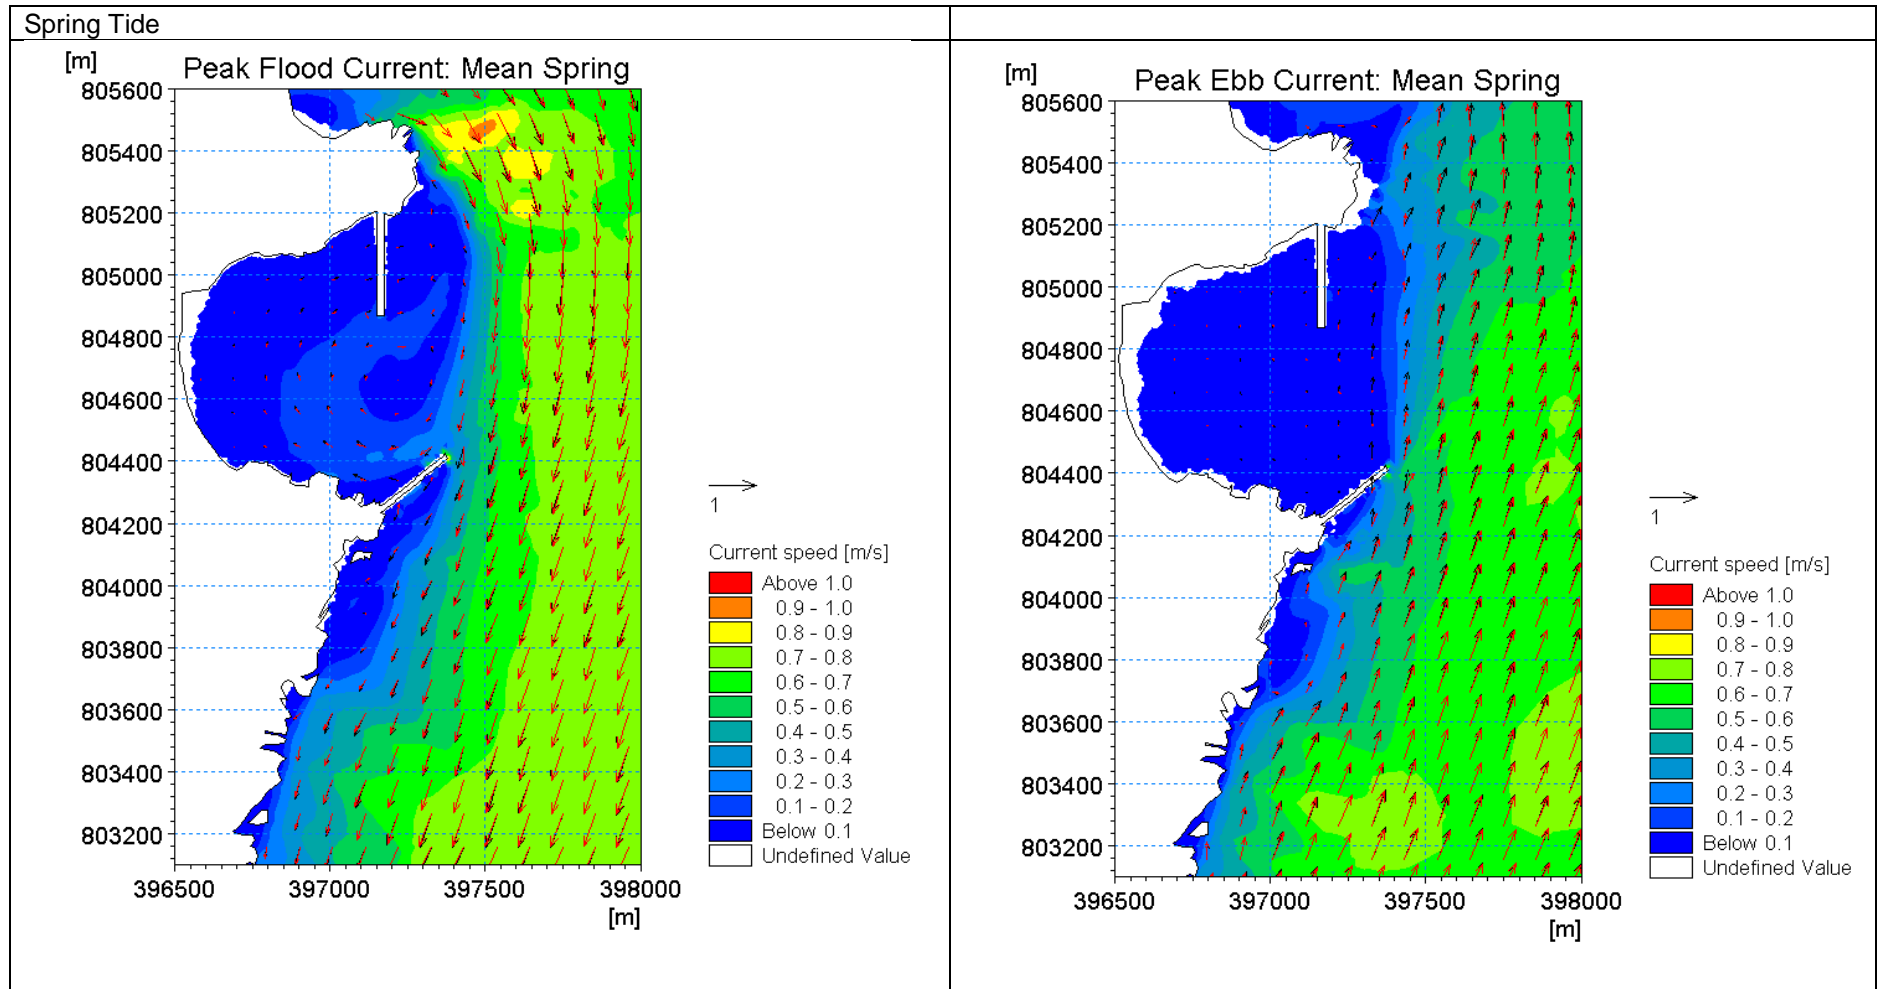 Spring Tide
[m]
Peak Flood Current: Mean Spring
805600
805400
805200
805000
804800
804600
804400
804200
804000
803800
803600
803400
803200
396500 397000 397500 398000
[m]
1
Current speed [m/s]
Above 1.0
0.9 - 1.0
0.8 - 0.9
0.7 - 0.8
0.6 - 0.7
0.5 - 0.6
0.4 - 0.5
0.3 - 0.4
0.2 - 0.3
0.1 - 0.2
Below 0.1
Undefined Value
[m]
Peak Ebb Current: Mean Spring
805600
805400
805200
805000
804800
804600
804400
804200
804000
803800
803600
803400
803200
396500 397000 397500 398000
[m]
1
Current speed [m/s]
Above 1.0
0.9 - 1.0
0.8 - 0.9
0.7 - 0.8
0.6 - 0.7
0.5 - 0.6
0.4 - 0.5
0.3 - 0.4
0.2 - 0.3
0.1 - 0.2
Below 0.1
Undefined Value